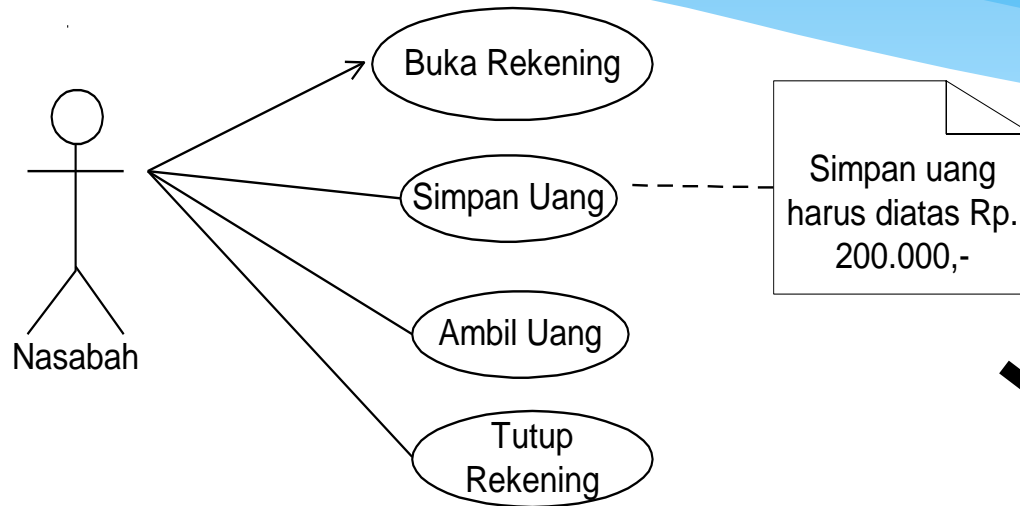 Buka Rekening
Simpan Uang
Simpan uang
harus diatas Rp.
200.000,-
Ambil Uang
Nasabah
Tutup
Rekening